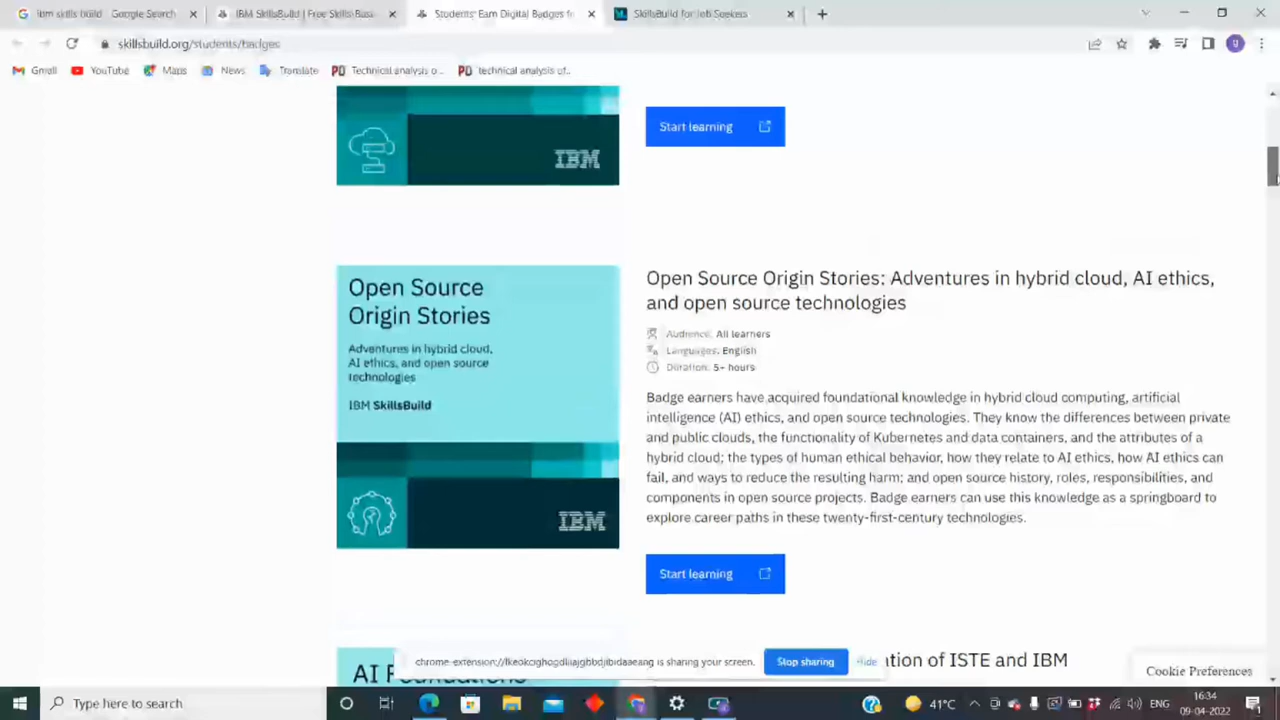 ibm skills build - Google Search
IBM SkillsBuild | Free Skills-Base
Students: Earn Digital Badges fr
SkillsBuild for Job Seekers
skillsbuild.org/students/badges
Gmail
YouTube
Maps
News
Translate
Technical analysis o...
technical analysis of...
IBM
Start learning
Open Source
Origin Stories
Adventures in hybrid cloud,
AI ethics, and open source
technologies
IBM SkillsBuild
IBM
Open Source Origin Stories: Adventures in hybrid cloud, AI ethics,
and open source technologies
Audience: All learners
Languages: English
Duration: 5+ hours
Badge earners have acquired foundational knowledge in hybrid cloud computing, artificial
intelligence (AI) ethics, and open source technologies. They know the differences between private
and public clouds, the functionality of Kubernetes and data containers, and the attributes of a
hybrid cloud; the types of human ethical behavior, how they relate to AI ethics, how AI ethics can
fail, and ways to reduce the resulting harm; and open source history, roles, responsibilities, and
components in open source projects. Badge earners can use this knowledge as a springboard to
explore career paths in these twenty-first-century technologies.
Start learning
AI
ation of ISTE and IBM
is sharing your screen.
Stop sharing
Hide
Cookie Preferences
Type here to search
41°C
ENG
16:34
09-04-2022